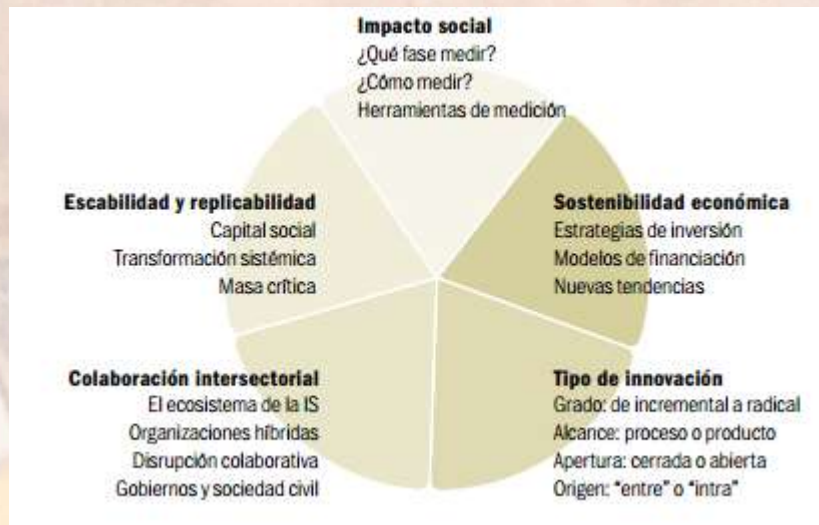 Impacto social
¿Qué fase medir?
¿Cómo medir?
Herramientas de medición
Escabilidad y replicabilidad
Capital social
Transformación sistémica
Masa crítica
Sostenibilidad económica
Estrategias de inversión
Modelos de financiación
Nuevas tendencias
Colaboración intersectorial
El ecosistema de la IS
Organizaciones híbridas
Disrupción colaborativa
Gobiernos y sociedad civil
Tipo de innovación
Grado: de incremental a radical
Alcance: proceso o producto
Apertura: cerrada o abierta
Origen: "entre" o "intra"